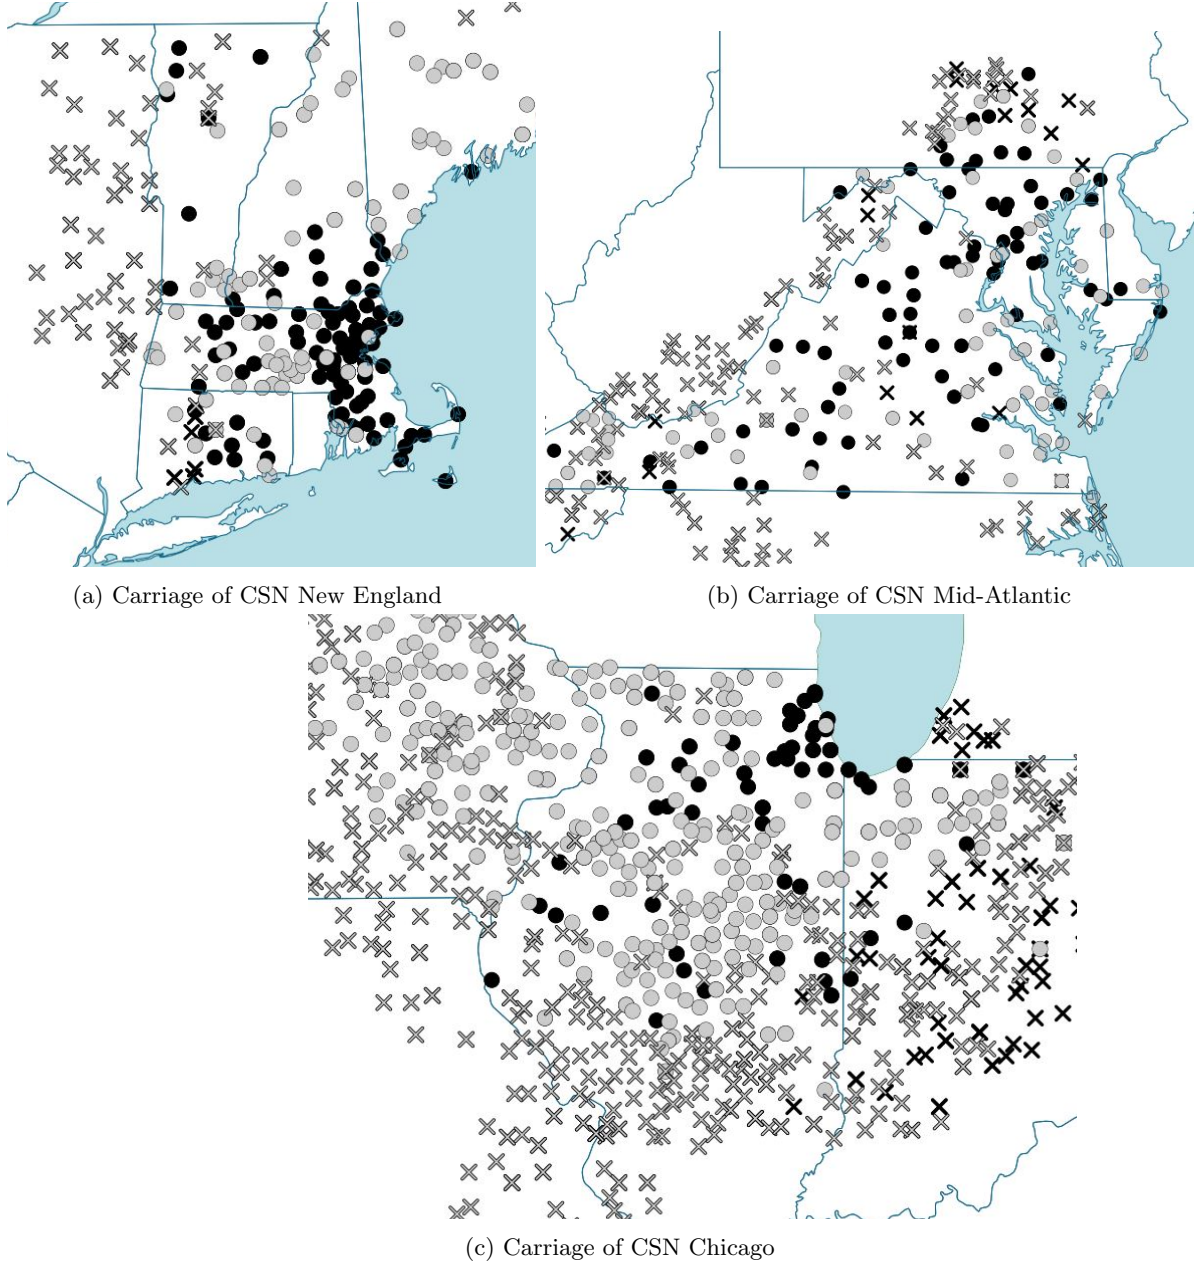 (a) Carriage of CSN New England
(b) Carriage of CSN Mid-Atlantic
(c) Carriage of CSN Chicago